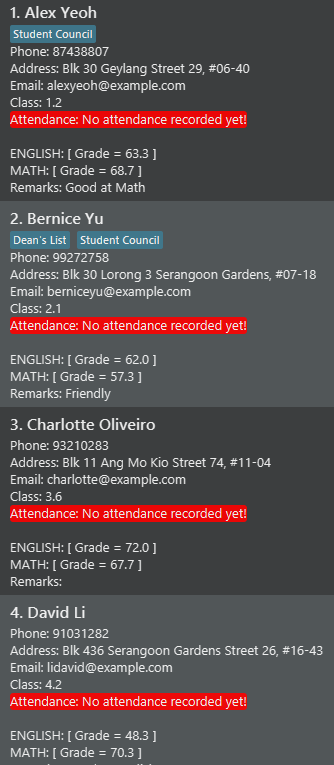 1. Alex Yeoh
Student Council
Phone: 87438807
Address: Blk 30 Geylang Street 29, #06-40
Email: alexyeoh@example.com
Class: 1.2
Attendance: No attendance recorded yet!
ENGLISH: [ Grade = 63.3 ]
MATH: [ Grade = 68.7 ]
Remarks: Good at Math
2. Bernice Yu
Dean's List Student Council
Phone: 99272758
Address: Blk 30 Lorong 3 Serangoon Gardens, #07-18
Email: berniceyu@example.com
Class: 2.1
Attendance: No attendance recorded yet!
ENGLISH: [ Grade = 62.0 ]
MATH: [ Grade = 57.3 ]
Remarks: Friendly
3. Charlotte Oliveiro
Phone: 93210283
Address: Blk 11 Ang Mo Kio Street 74, #11-04
Email: charlotte@example.com
Class: 3.6
Attendance: No attendance recorded yet!
ENGLISH: [ Grade = 72.0 ]
MATH: [ Grade = 67.7 ]
Remarks:
4. David Li
Phone: 91031282
Address: Blk 436 Serangoon Gardens Street 26, #16-43
Email: lidavid@example.com
Class: 4.2
Attendance: No attendance recorded yet!
ENGLISH: [ Grade = 48.3 ]
MATH: [ Grade = 70.3 ]